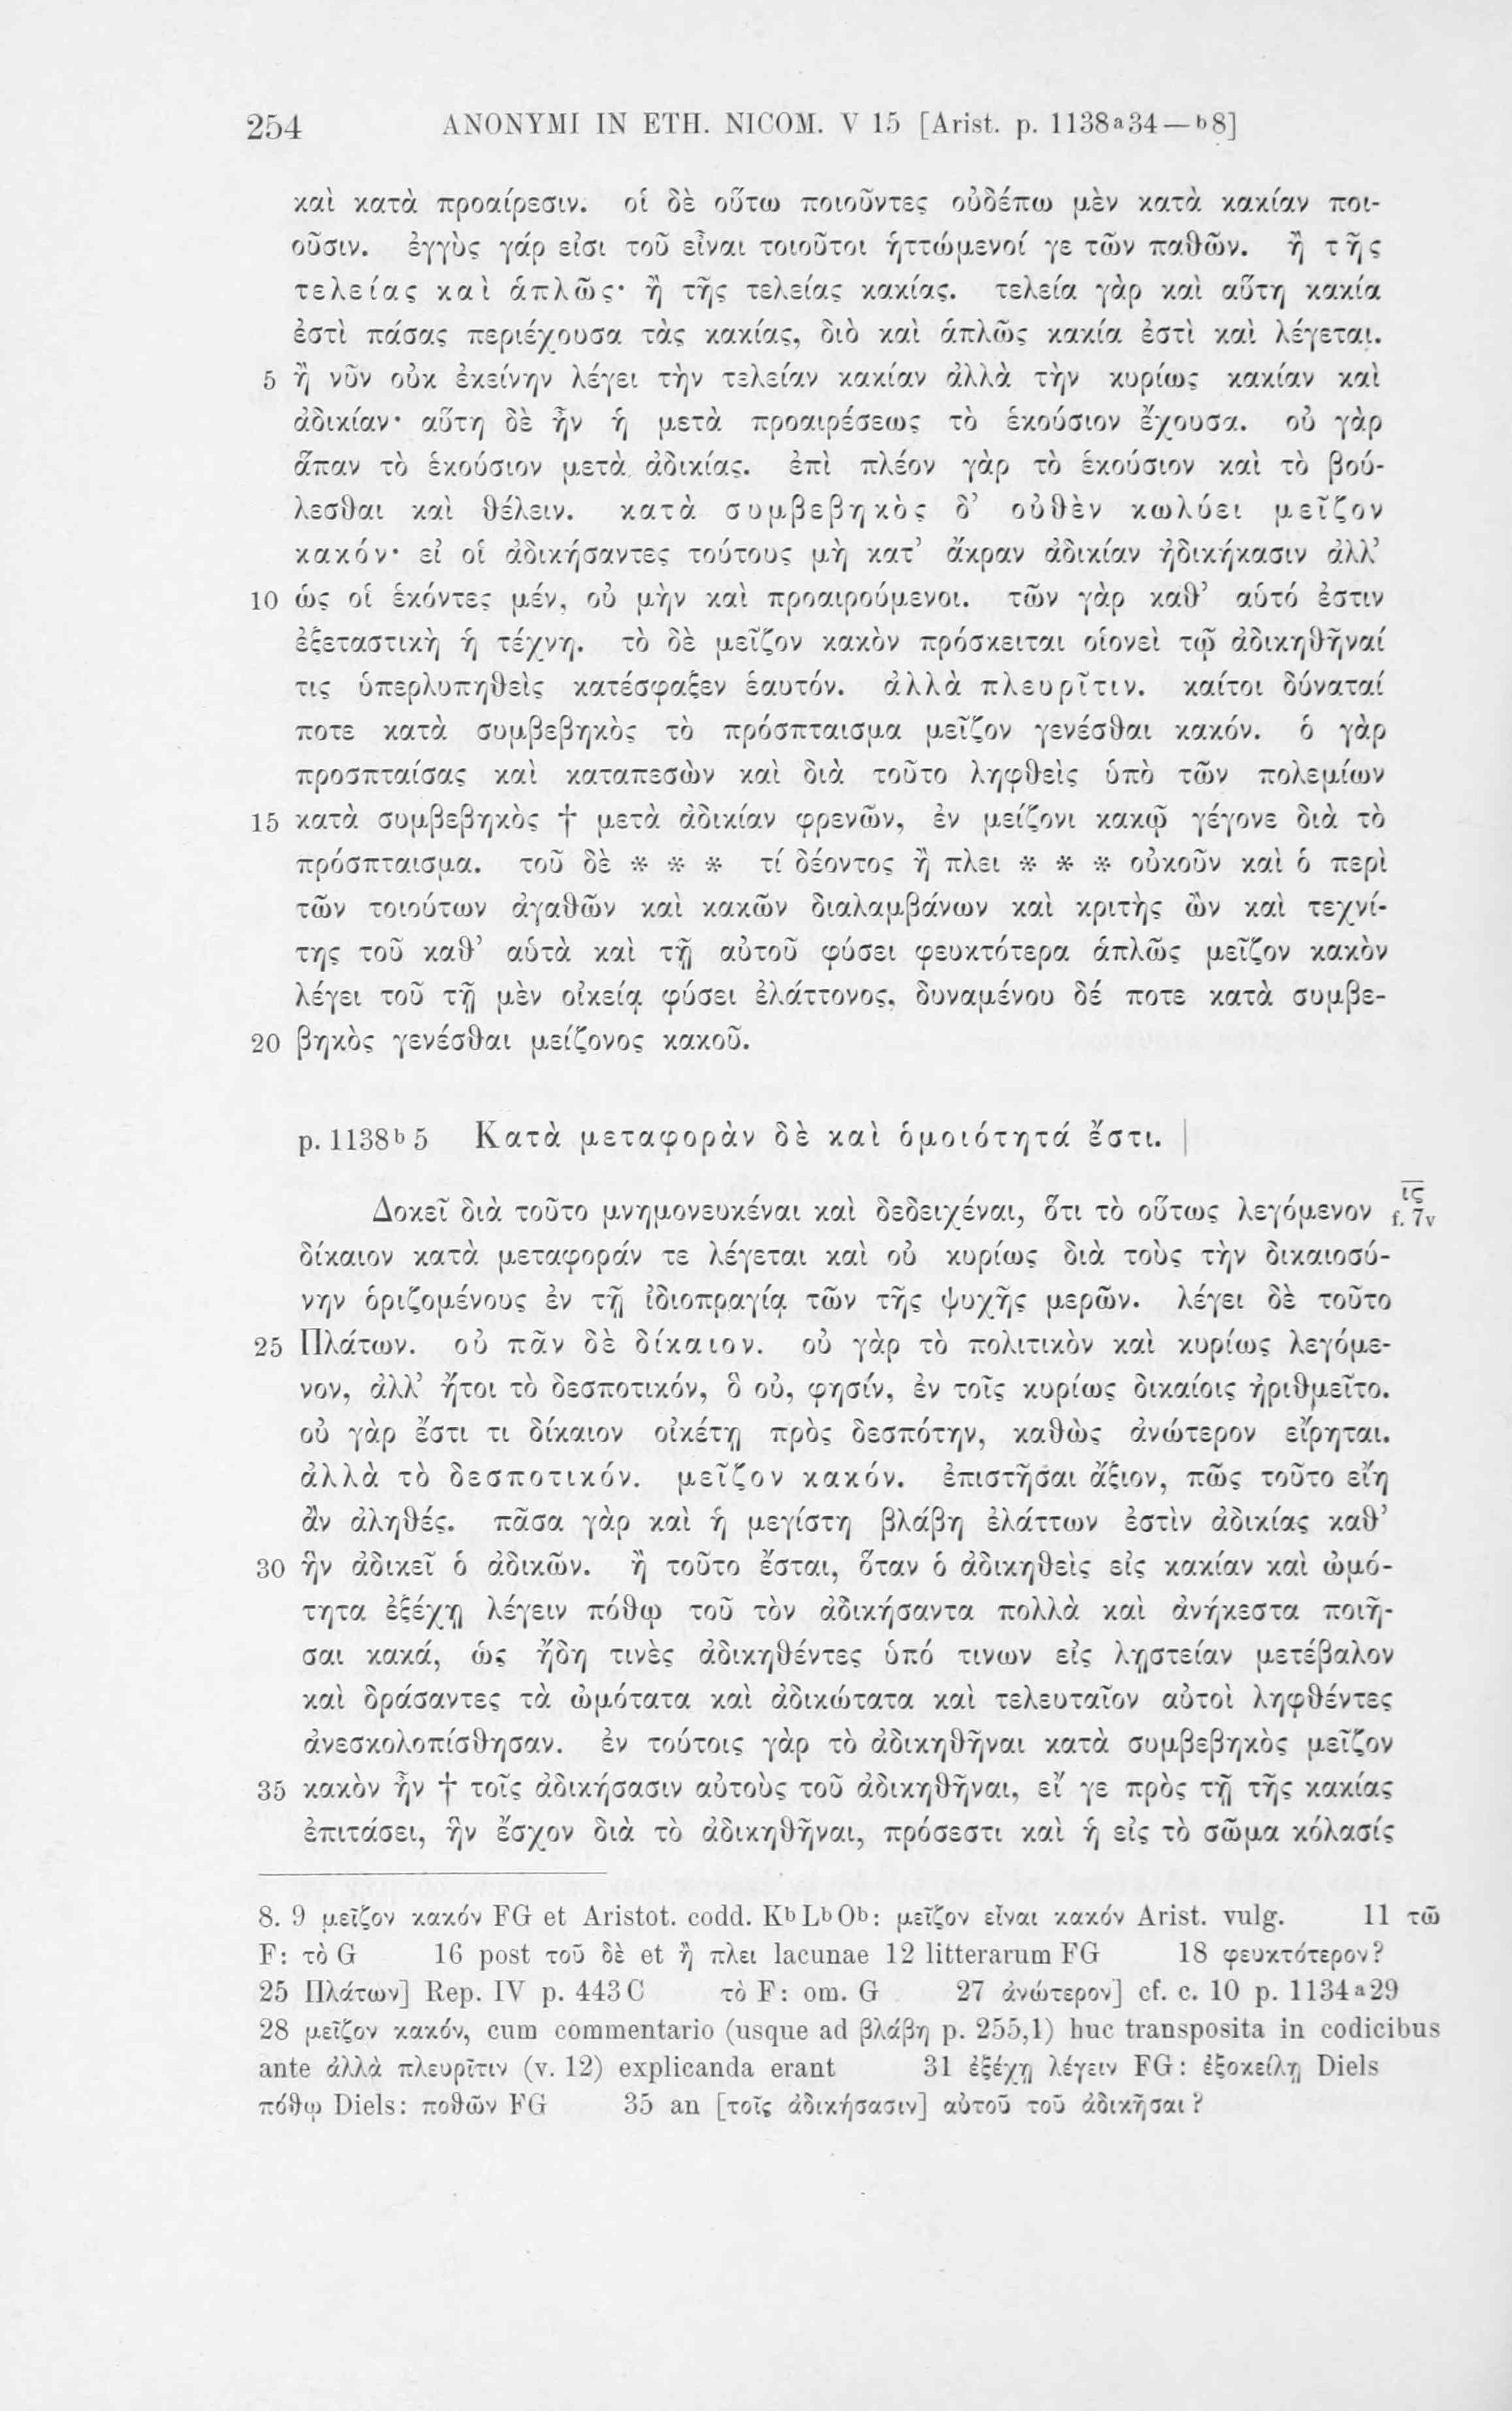 254 ANONYMI IN ETH. NICOM. V 15 [Arist. p. 1138a34—b8]
καὶ κατὰ προαίρεσιν. οἱ δὲ οὕτω ποιοῦντες οὐδέπω μὲν κατὰ κακίαν ποι-
οῦσιν. ἐγγὺς γάρ εἰσι τοῦ εἶναι τοιοῦτοι ἡττώμενοί γε τῶν παθῶν. ἢ τῆς
τελείας καὶ ἁπλῶς· ἢ τῆς τελείας κακίας. τελεία γὰρ καὶ αὕτη κακία
ἐστὶ πάσας περιέχουσα τὰς κακίας, διὸ καὶ ἁπλῶς κακία ἐστὶ καὶ λέγεται.
5 ἢ νῦν οὐκ ἐκείνην λέγει τὴν τελείαν κακίαν ἀλλὰ τὴν κυρίως κακίαν καὶ
ἀδικίαν· αὕτη δὲ ἦν ἡ μετὰ προαιρέσεως τὸ ἑκούσιον ἔχουσα. οὐ γὰρ
ἅπαν τὸ ἑκούσιον μετὰ ἀδικίας. ἐπὶ πλέον γὰρ τὸ ἑκούσιον καὶ τὸ βού-
λεσθαι καὶ θέλειν. κατὰ συμβεβηκὸς δ’ οὐθὲν κωλύει μεῖζον
κακόν· εἰ οἱ ἀδικήσαντες τούτους μὴ κατ’ ἄκραν ἀδικίαν ἠδικήκασιν ἀλλ’
10 ὡς οἱ ἑκόντες μέν, οὐ μὴν καὶ προαιρούμενοι. τῶν γὰρ καθ’ αὑτό ἐστιν
ἐξεταστικὴ ἡ τέχνη. τὸ δὲ μεῖζον κακὸν πρόσκειται οἱονεὶ τῷ ἀδικηθῆναί
τις ὑπερλυπηθεὶς κατέσφαξεν ἑαυτόν. ἀλλὰ πλευρῖτιν. καίτοι δύναταί
ποτε κατὰ συμβεβηκὸς τὸ πρόσπταισμα μεῖζον γενέσθαι κακόν. ὁ γὰρ
προσπταίσας καὶ καταπεσὼν καὶ διὰ τοῦτο ληφθεὶς ὑπὸ τῶν πολεμίων
15 κατὰ συμβεβηκὸς † μετὰ ἀδικίαν φρενῶν, ἐν μείζονι κακῷ γέγονε διὰ τὸ
πρόσπταισμα. τοῦ δὲ * * * τί δέοντος ἢ πλει * * * οὐκοῦν καὶ ὁ περὶ
τῶν τοιούτων ἀγαθῶν καὶ κακῶν διαλαμβάνων καὶ κριτὴς ὢν καὶ τεχνί-
της τοῦ καθ’ αὑτὰ καὶ τῇ αὐτοῦ φύσει φευκτότερα ἁπλῶς μεῖζον κακὸν
λέγει τοῦ τῇ μὲν οἰκείᾳ φύσει ἐλάττονος, δυναμένου δέ ποτε κατὰ συμβε-
20 βηκὸς γενέσθαι μείζονος κακοῦ.
p. 1138b 5 Κατὰ μεταφορὰν δὲ καὶ ὁμοιότητά ἔστι. |
Δοκεῖ διὰ τοῦτο μνημονευκέναι καὶ δεδειχέναι, ὅτι τὸ οὕτως λεγόμενον ις f. 7v
δίκαιον κατὰ μεταφοράν τε λέγεται καὶ οὐ κυρίως διὰ τοὺς τὴν δικαιοσύ-
νην ὁριζομένους ἐν τῇ ἰδιοπραγίᾳ τῶν τῆς ψυχῆς μερῶν. λέγει δὲ τοῦτο
25 Πλάτων. οὐ πᾶν δὲ δίκαιον. οὐ γὰρ τὸ πολιτικὸν καὶ κυρίως λεγόμε-
νον, ἀλλ’ ἤτοι τὸ δεσποτικόν, ὃ οὐ, φησίν, ἐν τοῖς κυρίως δικαίοις ἠριθμεῖτο.
οὐ γὰρ ἔστι τι δίκαιον οἰκέτῃ πρὸς δεσπότην, καθὼς ἀνώτερον εἴρηται.
ἀλλὰ τὸ δεσποτικόν. μεῖζον κακόν. ἐπιστῆσαι ἄξιον, πῶς τοῦτο εἴη
ἂν ἀληθές. πᾶσα γὰρ καὶ ἡ μεγίστη βλάβη ἐλάττων ἐστὶν ἀδικίας καθ’
30 ἣν ἀδικεῖ ὁ ἀδικῶν. ἢ τοῦτο ἔσται, ὅταν ὁ ἀδικηθεὶς εἰς κακίαν καὶ ὠμό-
τητα ἐξέχῃ λέγειν πόθῳ τοῦ τὸν ἀδικήσαντα πολλὰ καὶ ἀνήκεστα ποιῆ-
σαι κακά, ὡς ἤδη τινὲς ἀδικηθέντες ὑπό τινων εἰς λῃστείαν μετέβαλον
καὶ δράσαντες τὰ ὠμότατα καὶ ἀδικώτατα καὶ τελευταῖον αὐτοὶ ληφθέντες
ἀνεσκολοπίσθησαν. ἐν τούτοις γὰρ τὸ ἀδικηθῆναι κατὰ συμβεβηκὸς μεῖζον
35 κακὸν ἦν † τοῖς ἀδικήσασιν αὐτοὺς τοῦ ἀδικηθῆναι, εἴ γε πρὸς τῇ τῆς κακίας
ἐπιτάσει, ἣν ἔσχον διὰ τὸ ἀδικηθῆναι, πρόσεστι καὶ ἡ εἰς τὸ σῶμα κόλασίς
8. 9 μεῖζον κακόν FG et Aristot. codd. Kb Lb Ob: μεῖζον εἶναι κακόν Arist. vulg. 11 τῶ
F: τὸ G 16 post τοῦ δὲ et ἢ πλει lacunae 12 litterarum FG 18 φευκτότερον?
25 Πλάτων] Rep. IV p. 443 C τὸ F: om. G 27 ἀνώτερον] cf. c. 10 p. 1134a29
28 μεῖζον κακόν, cum commentario (usque ad βλάβη p. 255,1) huc transposita in codicibus
ante ἀλλὰ πλευρῖτιν (v. 12) explicanda erant 31 ἐξέχῃ λέγειν FG: ἐξοκείλῃ Diels
πόθῳ Diels: ποθῶν FG 35 an [τοῖς ἀδικήσασιν] αὐτοῦ τοῦ ἀδικῆσαι?